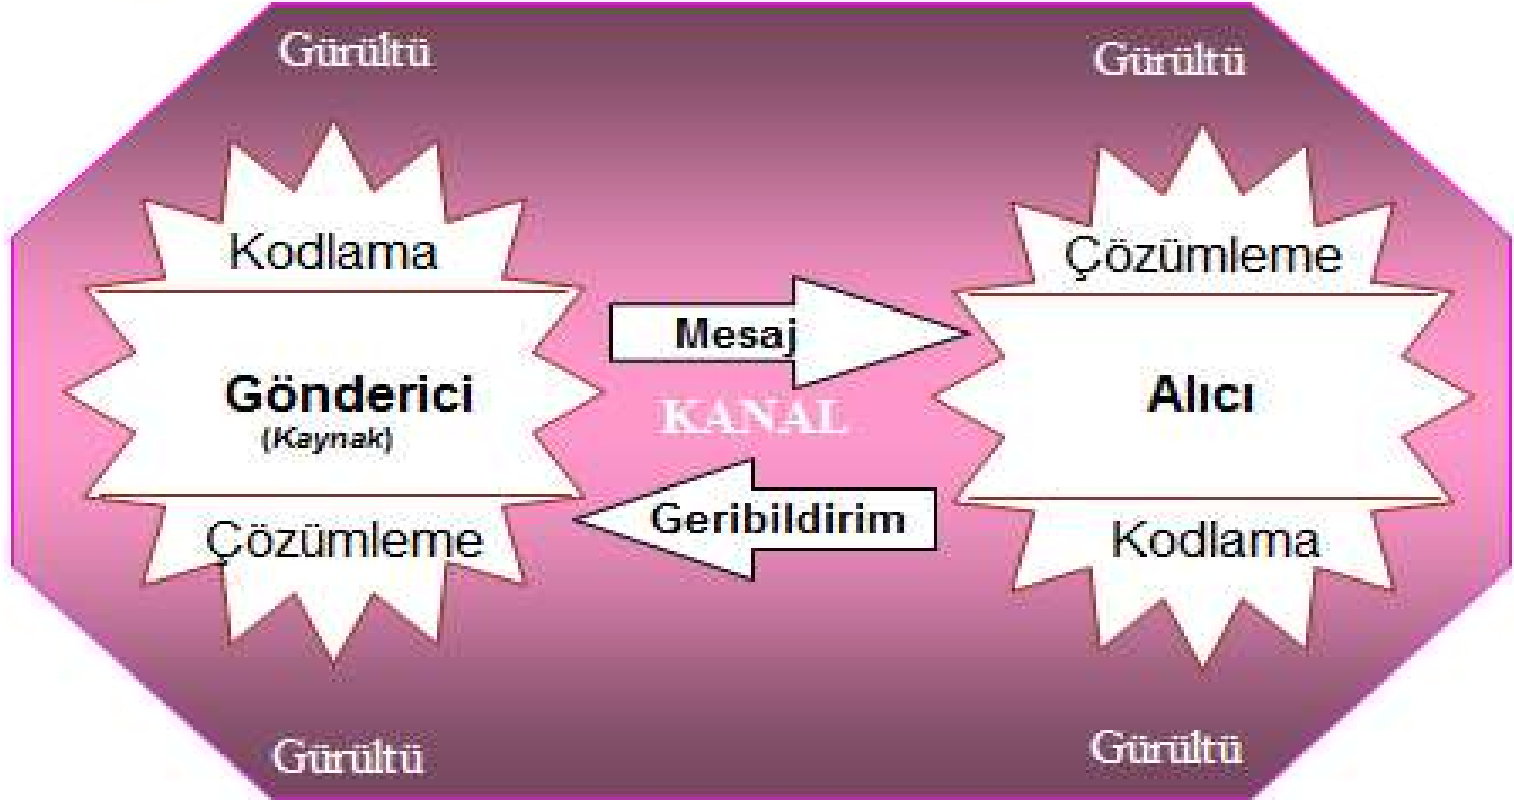 Gürültü
Gürültü
Kodlama
Gönderici
(Kaynak)
Çözümleme
Mesaj
KANAL
Geribildirim
Çözümleme
Alıcı
Kodlama
Gürültü
Gürültü